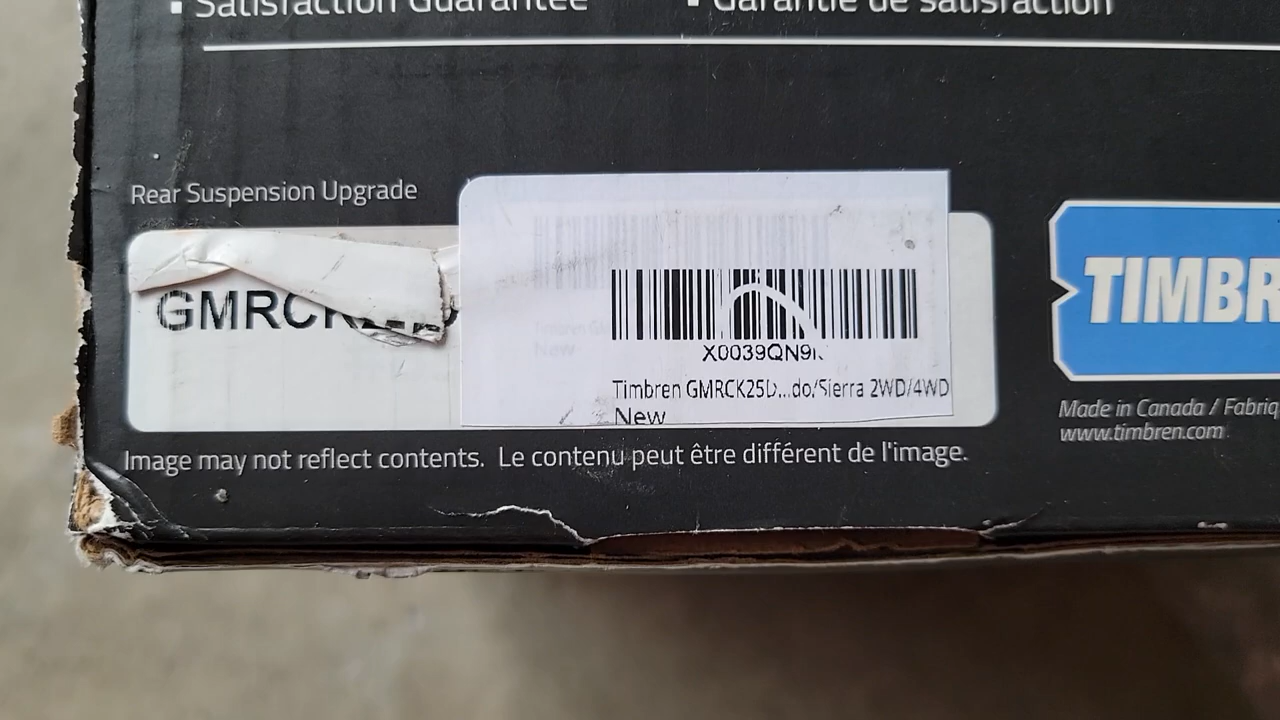 ▪ Satisfaction Guarantee
▪ Garantie de satisfaction
Rear Suspension Upgrade
X0039QN9
Timbren GMRCK25D...do/Sierra 2WD/4WD
New
Image may not reflect contents. Le contenu peut être différent de l'image.
TIMBR
Made in Canada / Fabriq
www.timbren.com